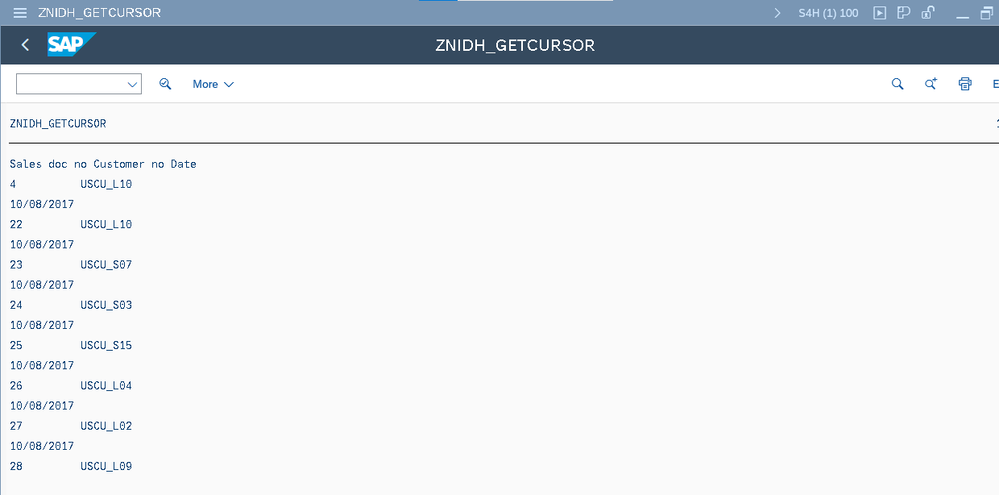 ZNIDH_GETCURSOR S4H (1) 100
SAP ZNIDH_GETCURSOR
More
ZNIDH_GETCURSOR
Sales doc no Customer no Date
4 USCU_L10
10/08/2017
22 USCU_L10
10/08/2017
23 USCU_S07
10/08/2017
24 USCU_S03
10/08/2017
25 USCU_S15
10/08/2017
26 USCU_L04
10/08/2017
27 USCU_L02
10/08/2017
28 USCU_L09